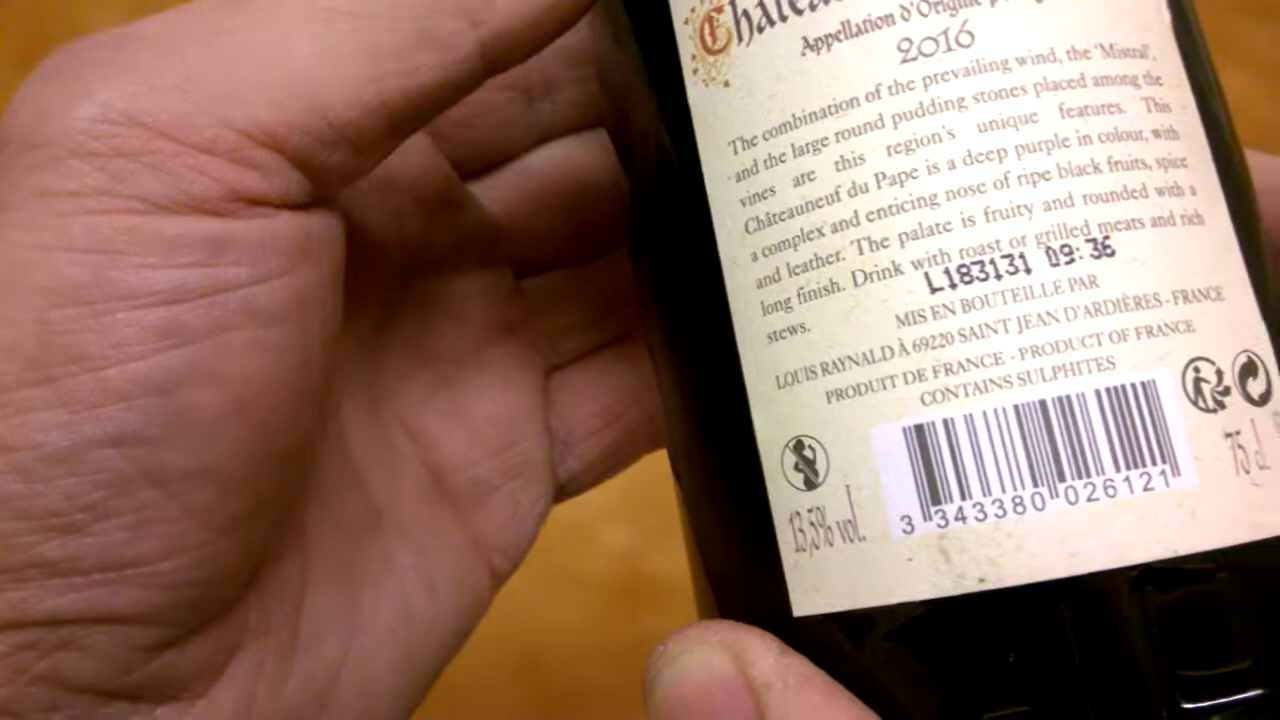 Appellation d'Origine
2016
The combination of the prevailing wind, the 'Mistral',
and the large round pudding stones placed among the
vines are this region's unique features. This
Châteauneuf du Pape is a deep purple in colour, with
a complex and enticing nose of ripe black fruits, spice
and leather. The palate is fruity and rounded with a
long finish. Drink with roast or grilled meats and rich
stews.
L183131 09:36
MIS EN BOUTEILLE PAR
LOUIS RAYNALD À 69220 SAINT JEAN D'ARDIÈRES - FRANCE
PRODUIT DE FRANCE - PRODUCT OF FRANCE
CONTAINS SULPHITES
13,5% vol.
3 343380 026121
75 cl